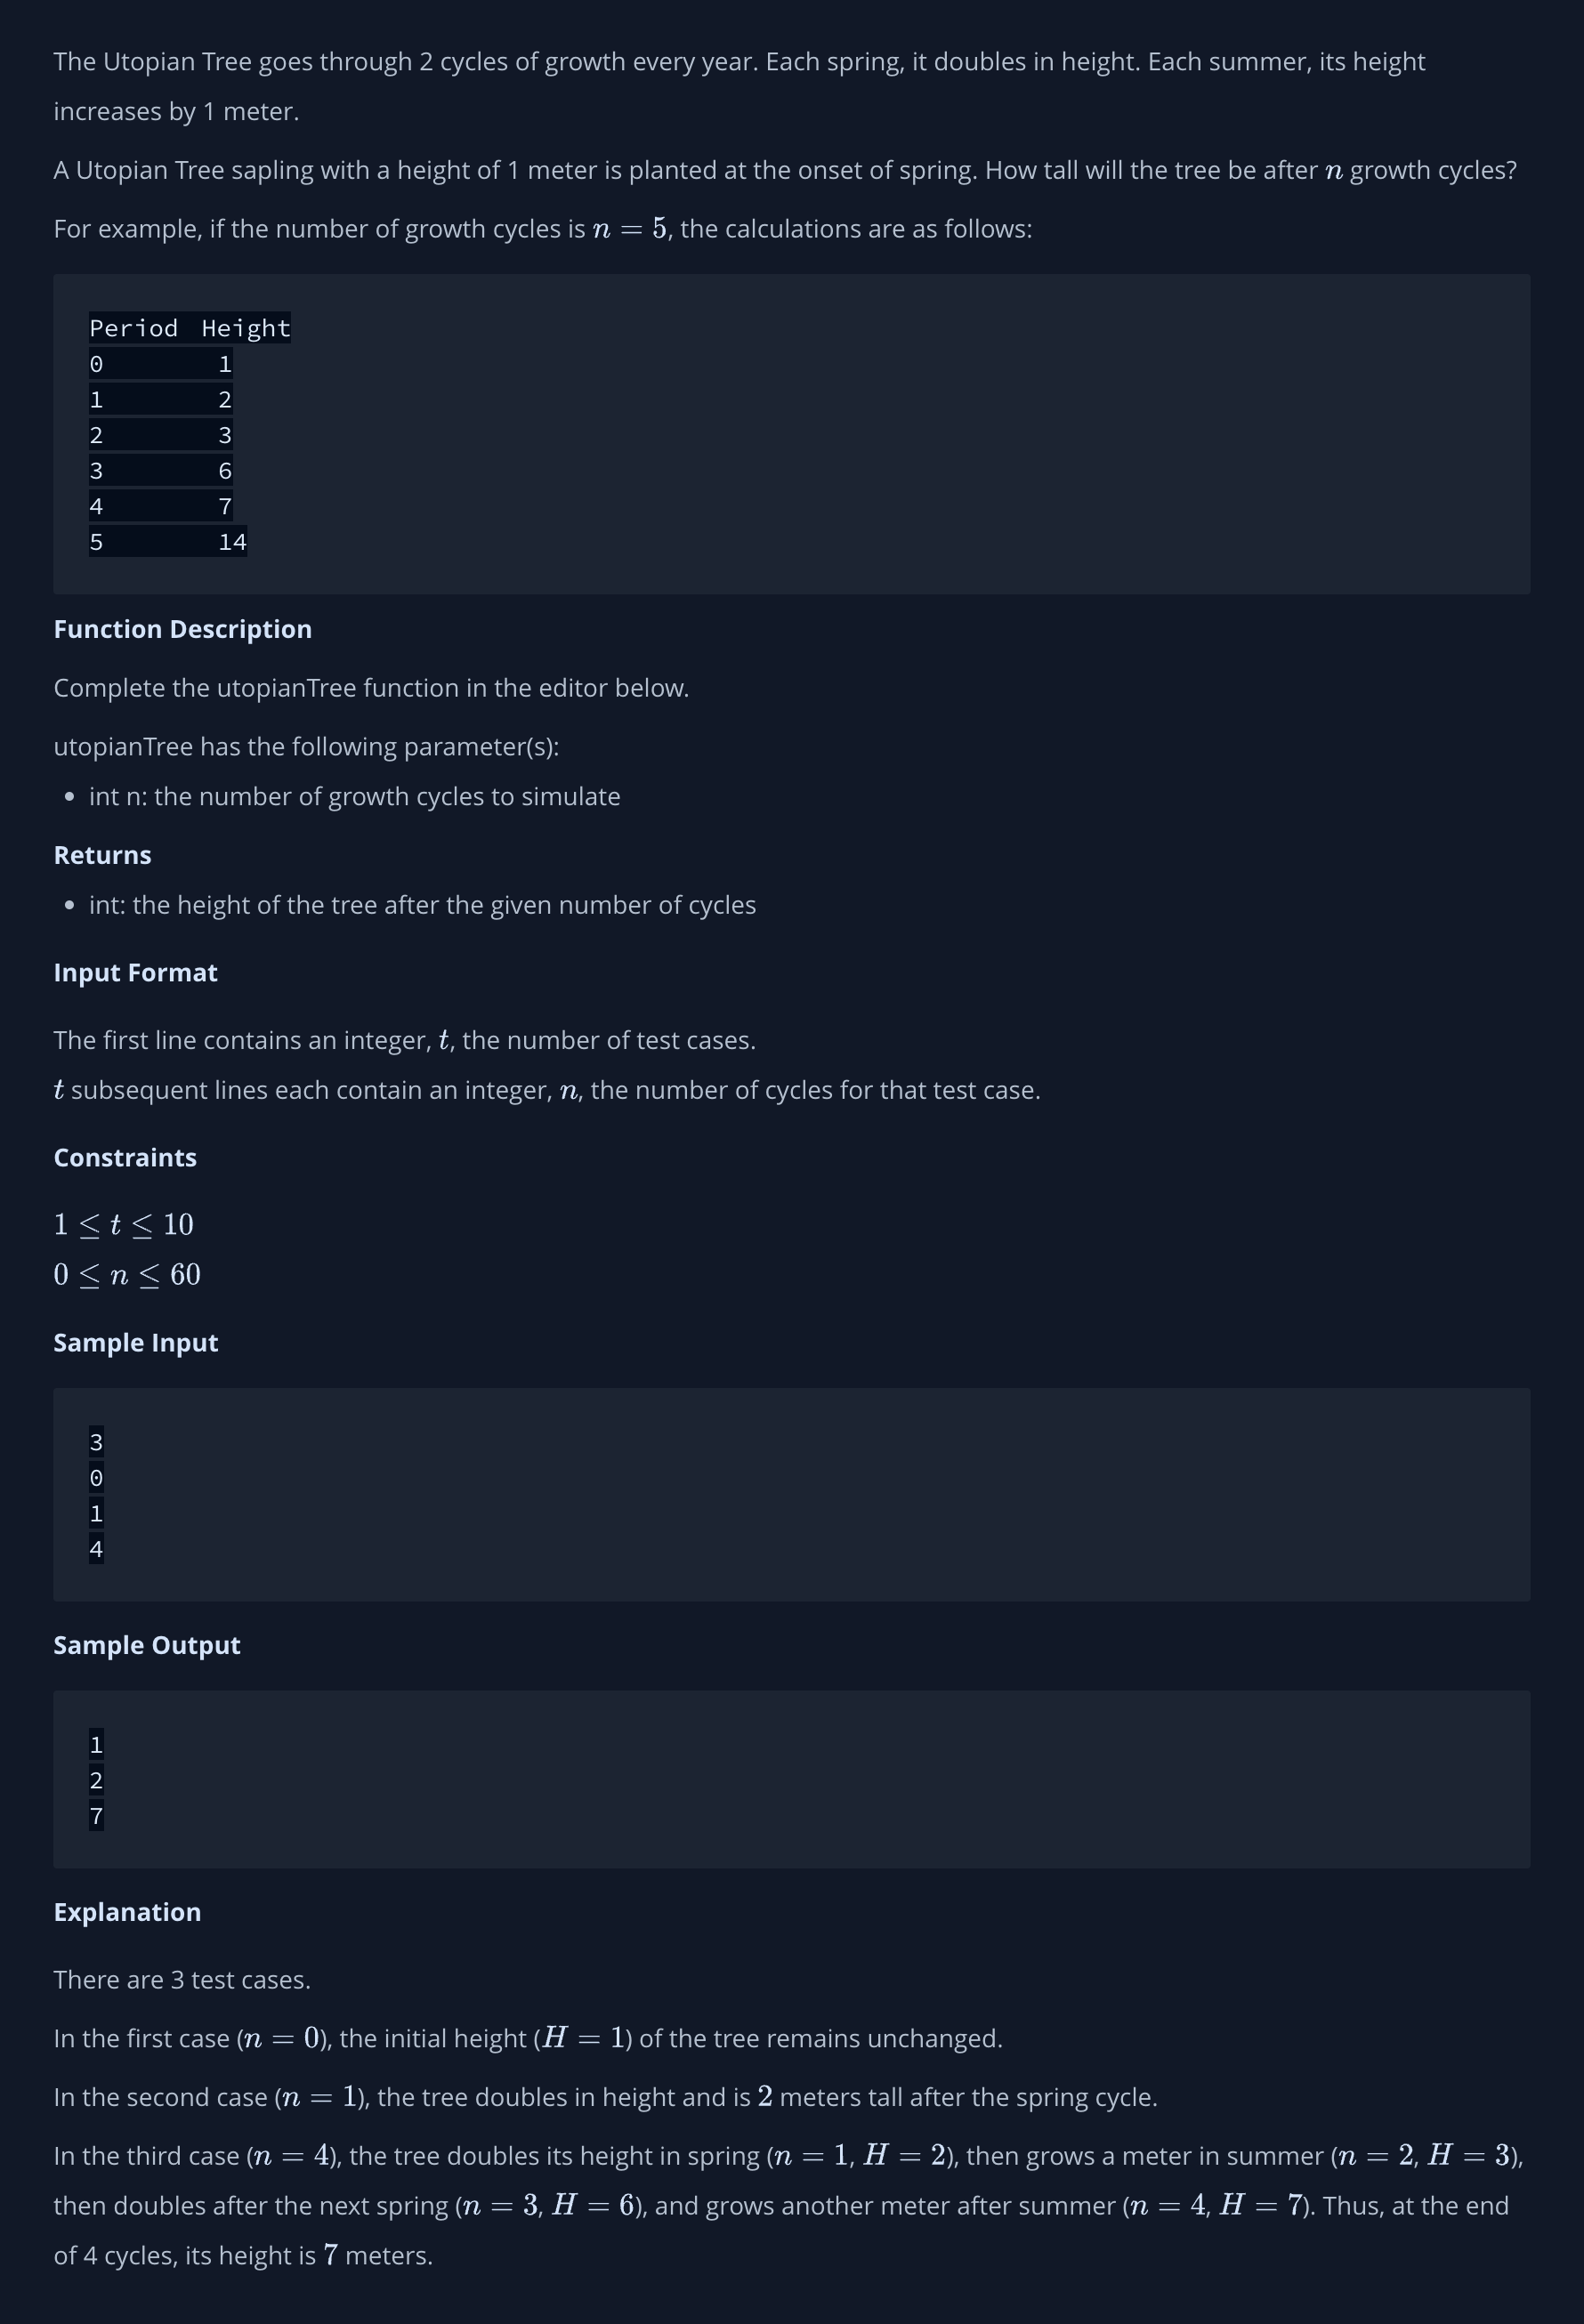 The Utopian Tree goes through 2 cycles of growth every year. Each spring, it doubles in height. Each summer, its height
increases by 1 meter.
A Utopian Tree sapling with a height of 1 meter is planted at the onset of spring. How tall will the tree be after n growth cycles?
For example, if the number of growth cycles is n = 5, the calculations are as follows:
Period Height
0 1
1 2
2 3
3 6
4 7
5 14
Function Description
Complete the utopianTree function in the editor below.
utopianTree has the following parameter(s):
• int n: the number of growth cycles to simulate
Returns
• int: the height of the tree after the given number of cycles
Input Format
The first line contains an integer, t, the number of test cases.
t subsequent lines each contain an integer, n, the number of cycles for that test case.
Constraints
1 ≤ t ≤ 10
0 ≤ n ≤ 60
Sample Input
3
0
1
4
Sample Output
1
2
7
Explanation
There are 3 test cases.
In the first case (n = 0), the initial height (H = 1) of the tree remains unchanged.
In the second case (n = 1), the tree doubles in height and is 2 meters tall after the spring cycle.
In the third case (n = 4), the tree doubles its height in spring (n = 1, H = 2), then grows a meter in summer (n = 2, H = 3),
then doubles after the next spring (n = 3, H = 6), and grows another meter after summer (n = 4, H = 7). Thus, at the end
of 4 cycles, its height is 7 meters.